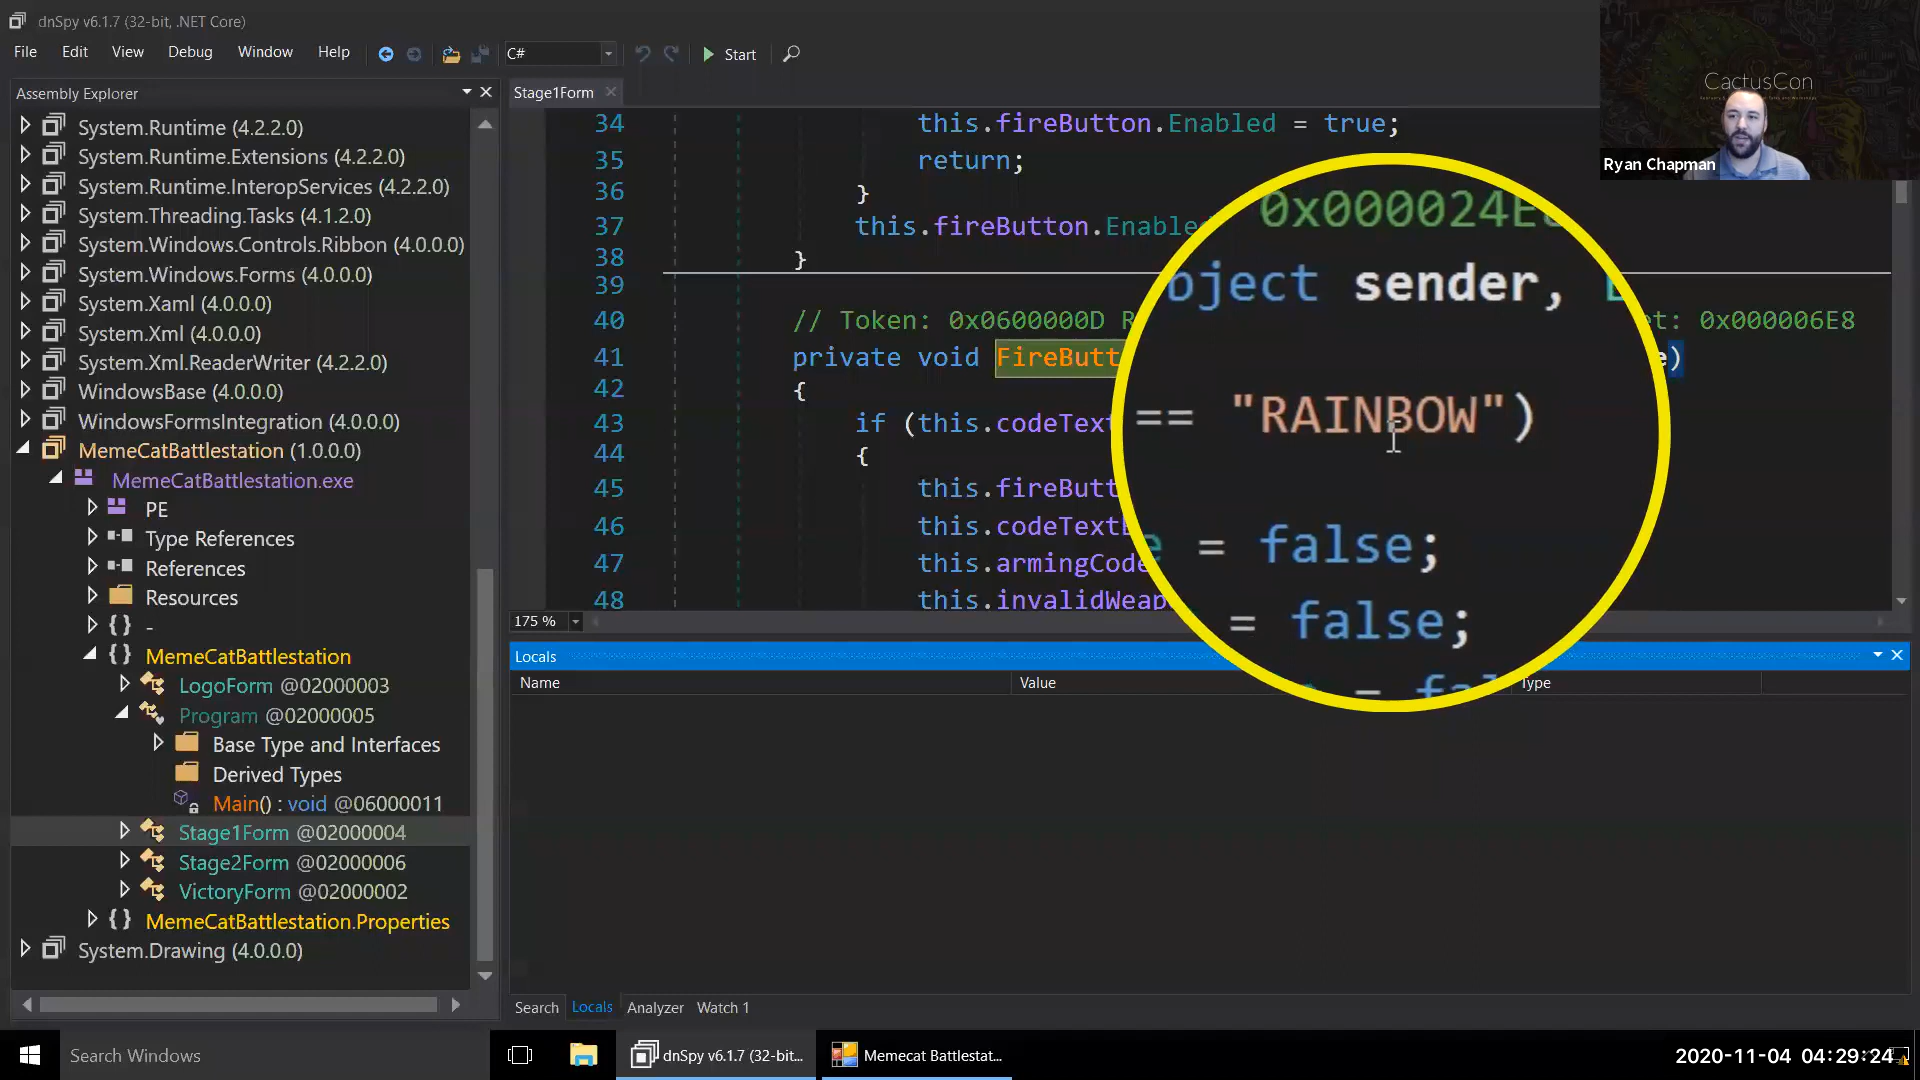 dnSpy v6.1.7 (32-bit, .NET Core)
File Edit View Debug Window Help C# Start
Assembly Explorer
System.Runtime (4.2.2.0)
System.Runtime.Extensions (4.2.2.0)
System.Runtime.InteropServices (4.2.2.0)
System.Threading.Tasks (4.1.2.0)
System.Windows.Controls.Ribbon (4.0.0.0)
System.Windows.Forms (4.0.0.0)
System.Xaml (4.0.0.0)
System.Xml (4.0.0.0)
System.Xml.ReaderWriter (4.2.2.0)
WindowsBase (4.0.0.0)
WindowsFormsIntegration (4.0.0.0)
MemeCatBattlestation (1.0.0.0)
MemeCatBattlestation.exe
PE
Type References
References
Resources
{} -
{} MemeCatBattlestation
LogoForm @02000003
Program @02000005
Base Type and Interfaces
Derived Types
Main() : void @06000011
Stage1Form @02000004
Stage2Form @02000006
VictoryForm @02000002
{} MemeCatBattlestation.Properties
System.Drawing (4.0.0.0)
Stage1Form
34 this.fireButton.Enabled = true;
35 return;
36 }
37 this.fireButton.Enable
38 }
39
40 // Token: 0x0600000D R et: 0x000006E8
41 private void FireButt e)
42 {
43 if (this.codeText
44 {
45 this.fireButt
46 this.codeText
47 this.armingCode
48 this.invalidWeap
0x000024E
bject sender,
== "RAINBOW")
e = false;
= false;
= fal
175 %
Locals
Name Value Type
Search Locals Analyzer Watch 1
CactusCon
Ryan Chapman
Search Windows
dnSpy v6.1.7 (32-bit,...
Memecat Battlestat...
2020-11-04 04:29:24